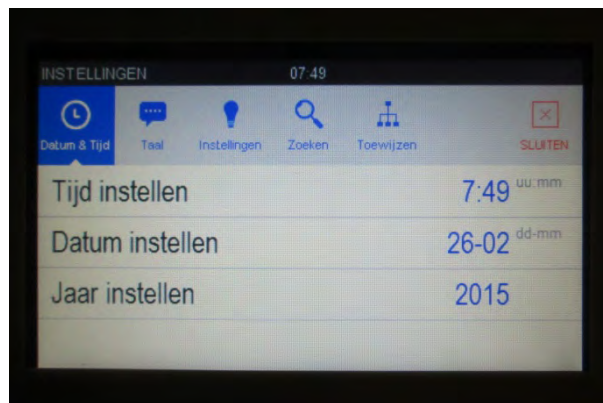 INSTELLINGEN 07:49
Datum & Tijd Taal Instellingen Zoeken Toewijzen SLUITEN
Tijd instellen 7:49 uu:mm
Datum instellen 26-02 dd-mm
Jaar instellen 2015